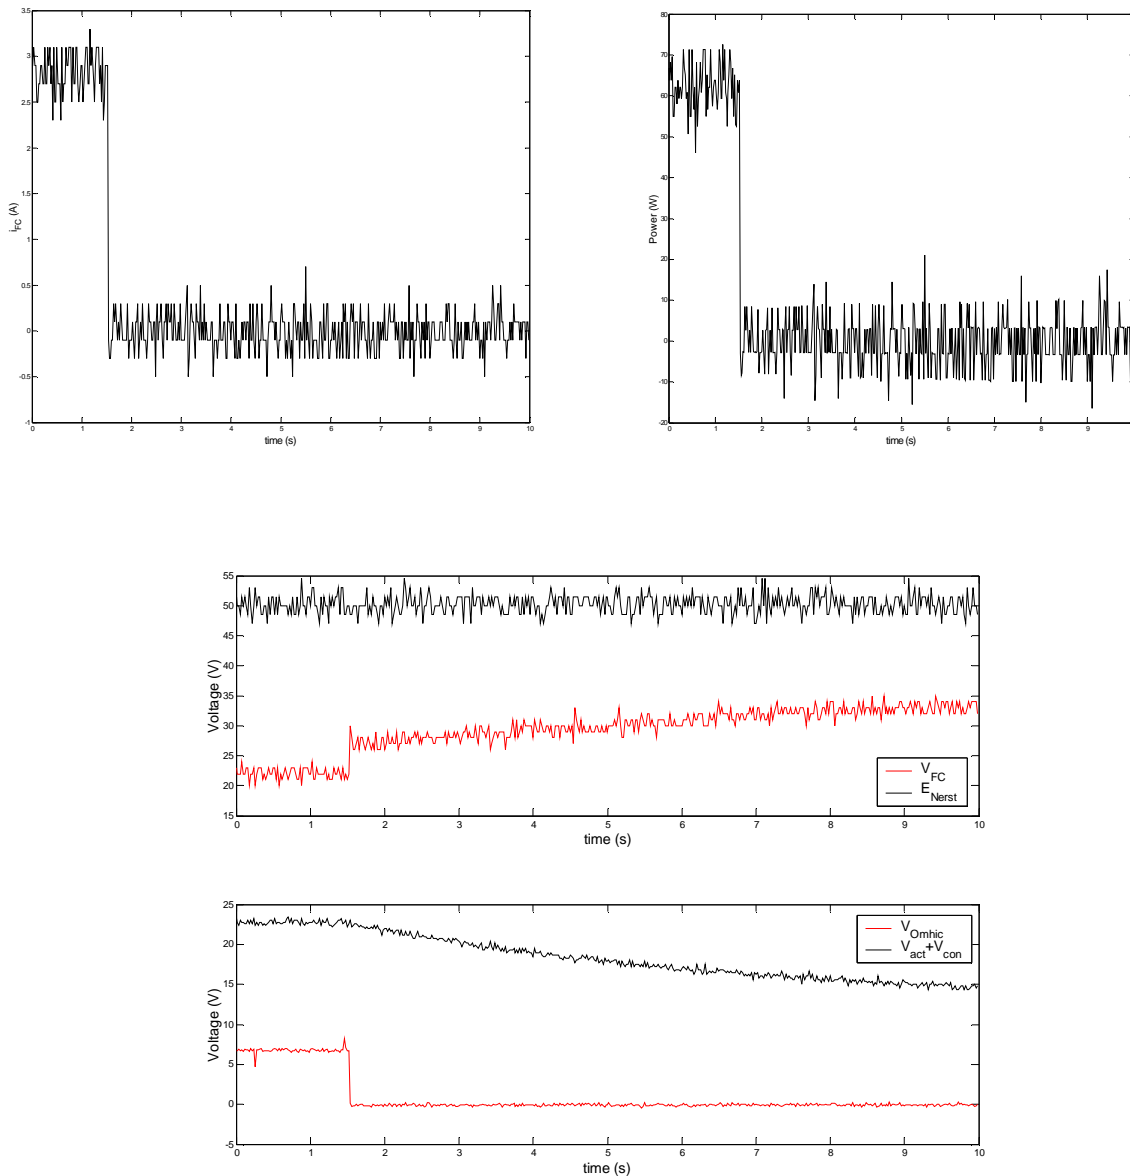 3.5
3
2.5
2
1.5
1
0.5
0
-0.5
-1
i_FC (A)
0 1 2 3 4 5 6 7 8 9 10
time (s)
80
70
60
50
40
30
20
10
0
-10
-20
Power (W)
0 1 2 3 4 5 6 7 8 9
time (s)
55
50
45
40
35
30
25
20
15
Voltage (V)
V_FC
E_Nerst
0 1 2 3 4 5 6 7 8 9 10
time (s)
25
20
15
10
5
0
-5
Voltage (V)
V_Omhic
V_act+V_con
0 1 2 3 4 5 6 7 8 9 10
time (s)